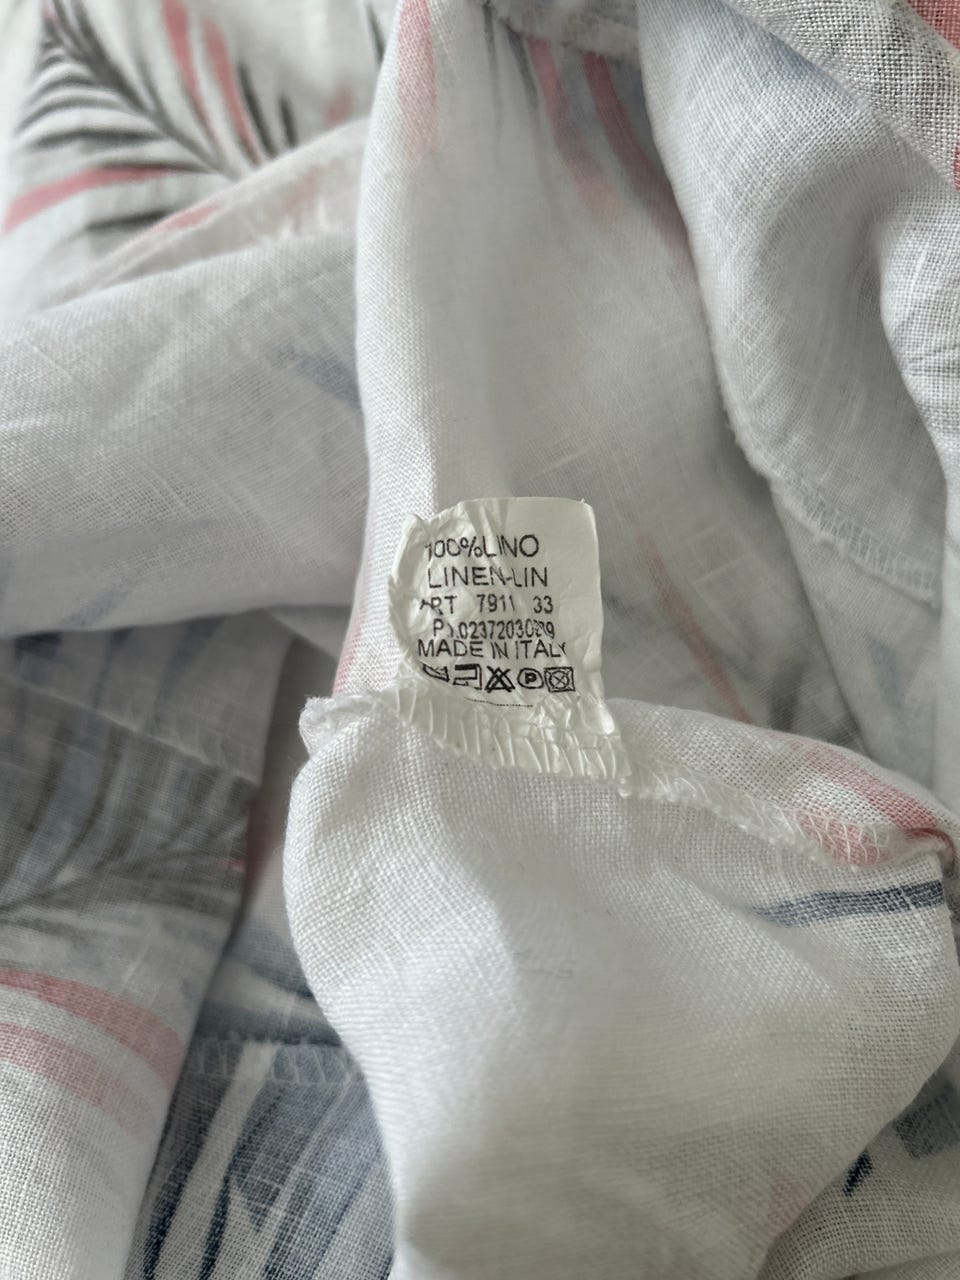 100% LINO
LINEN-LIN
ART 7911 33
MADE IN ITALY